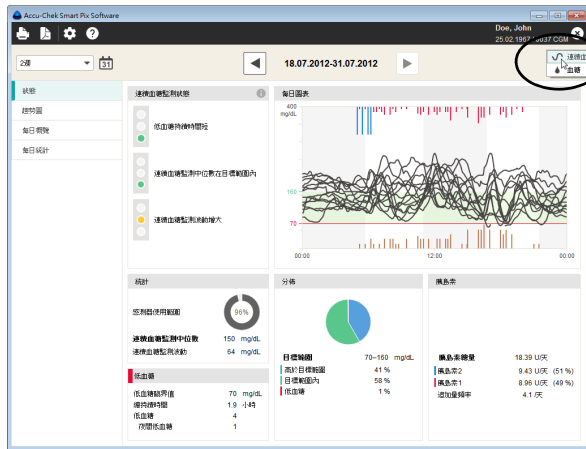 Accu-Chek Smart Pix Software
Doe, John
25.02.1967 10037 CGM
2週
31
18.07.2012-31.07.2012
連續血
血糖
狀態
趨勢圖
每日概覽
每日統計
連續血糖監測狀態
低血糖持續時間短
連續血糖監測中位數在目標範圍內
連續血糖監測波動增大
每日圖表
400
mg/dL
160
70
00:00 12:00 00:00
統計
感測器使用範圍
96%
連續血糖監測中位數 150 mg/dL
連續血糖監測波動 64 mg/dL
低血糖
低血糖臨界值 70 mg/dL
維持時間 1.9 小時
低血糖 4
夜間低血糖 1
分佈
目標範圍 70–160 mg/dL
高於目標範圍 41 %
目標範圍內 58 %
低血糖 1 %
胰島素
胰島素總量 18.39 U/天
胰島素2 9.43 U/天 (51 %)
胰島素1 8.96 U/天 (49 %)
追加量頻率 4.1 /天